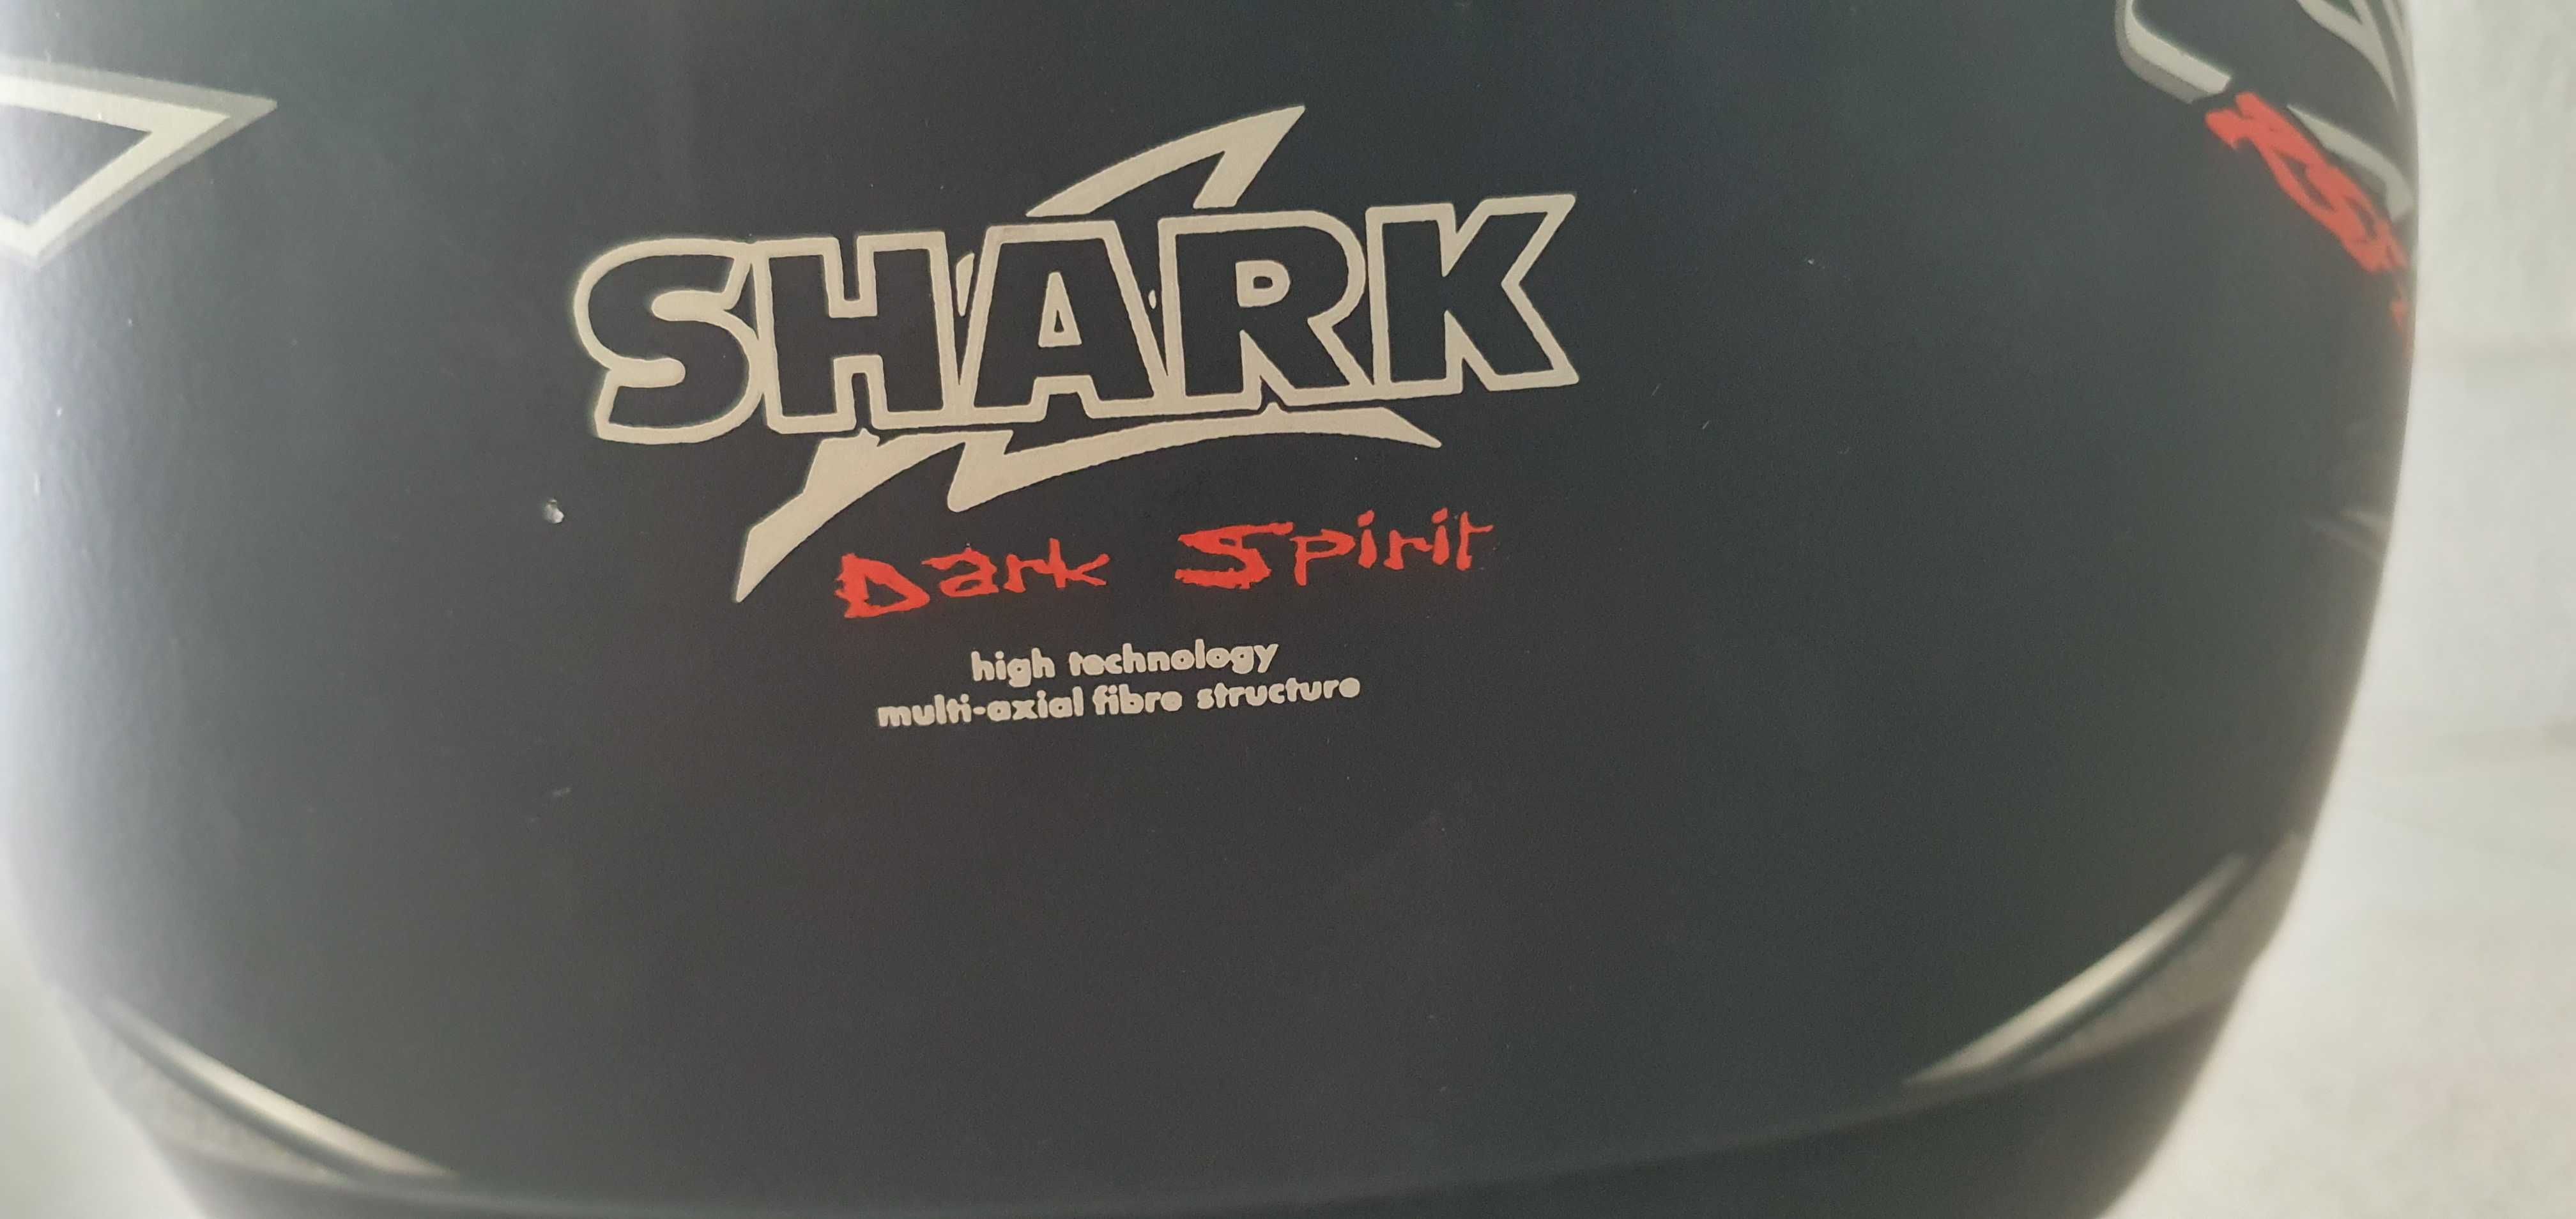 SHARK
Dark Spirit
high technology
multi-axial fibre structure